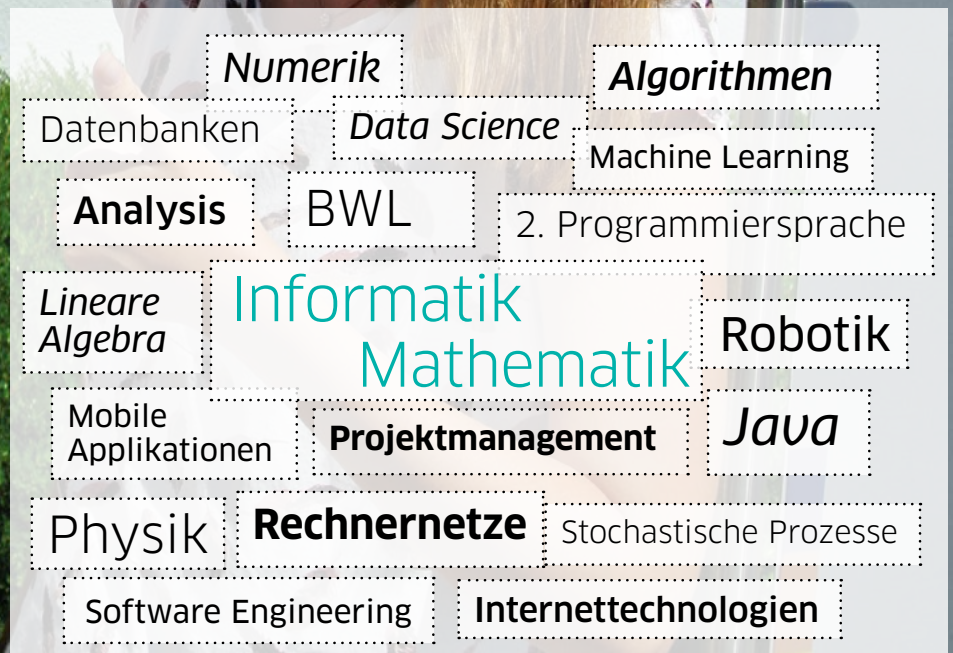 Numerik
Algorithmen
Datenbanken
Data Science
Machine Learning
Analysis
BWL
2. Programmiersprache
Lineare
Algebra
Informatik
Mathematik
Robotik
Mobile
Applikationen
Projektmanagement
Java
Physik
Rechnernetze
Stochastische Prozesse
Software Engineering
Internettechnologien